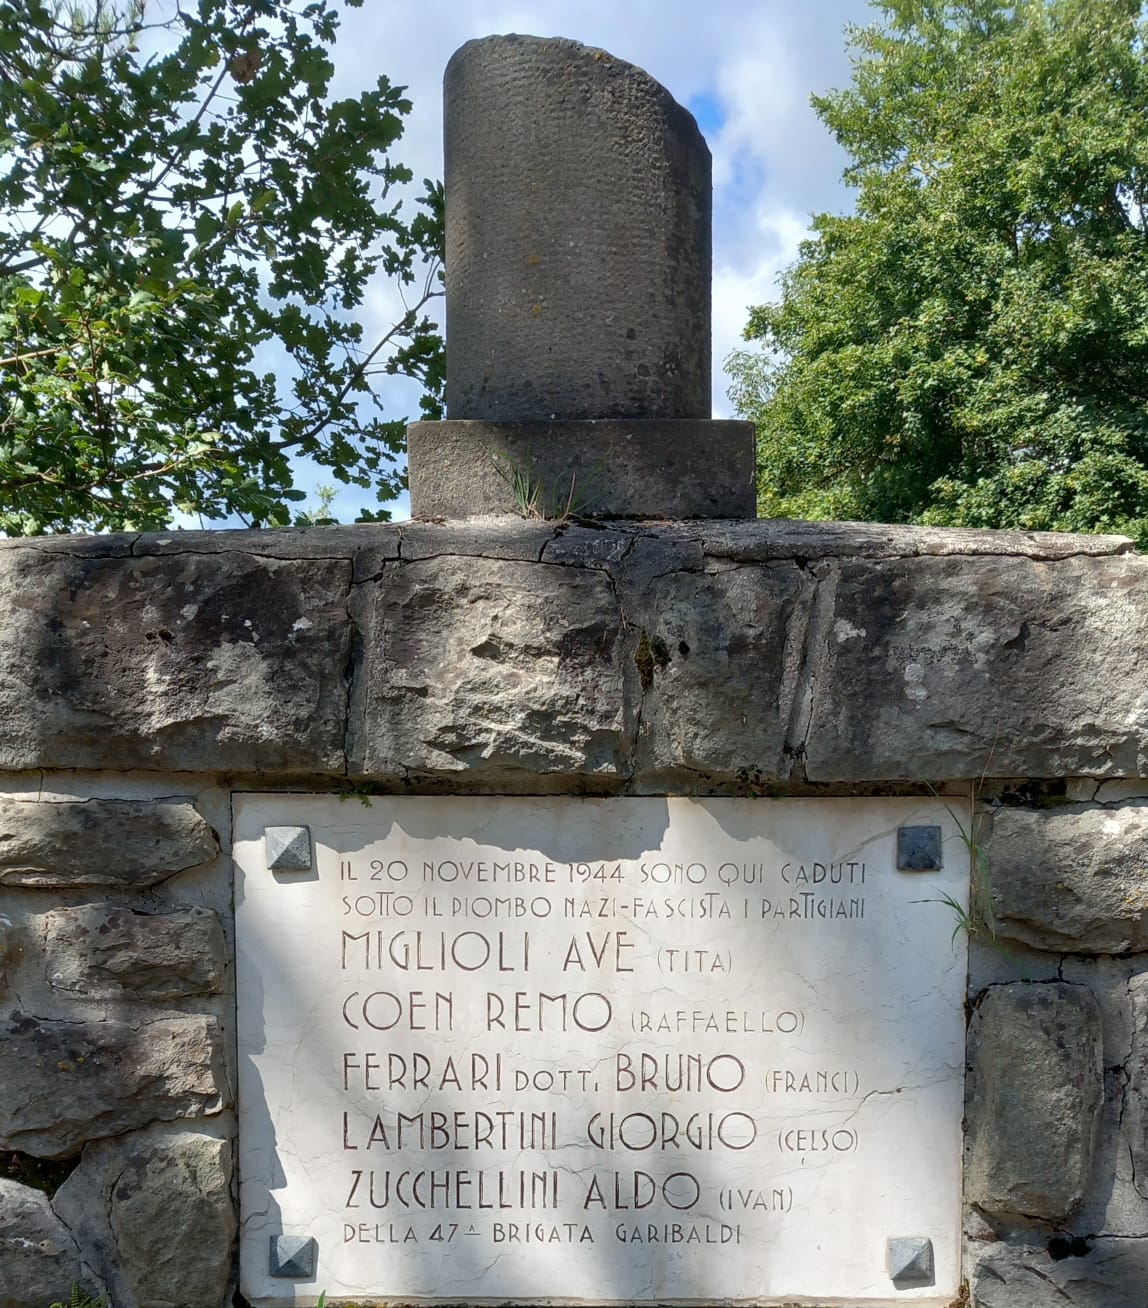 IL 20 NOVEMBRE 1944 SONO QUI CADUTI
SOTTO IL PIOMBO NAZI-FASCISTA I PARTIGIANI
MIGLIOLI AVE (TITA)
COEN REMO (RAFFAELLO)
FERRARI DOTT. BRUNO (FRANCI)
LAMBERTINI GIORGIO (CELSO)
ZUCCHELLINI ALDO (IVAN)
DELLA 47ᴬ BRIGATA GARIBALDI